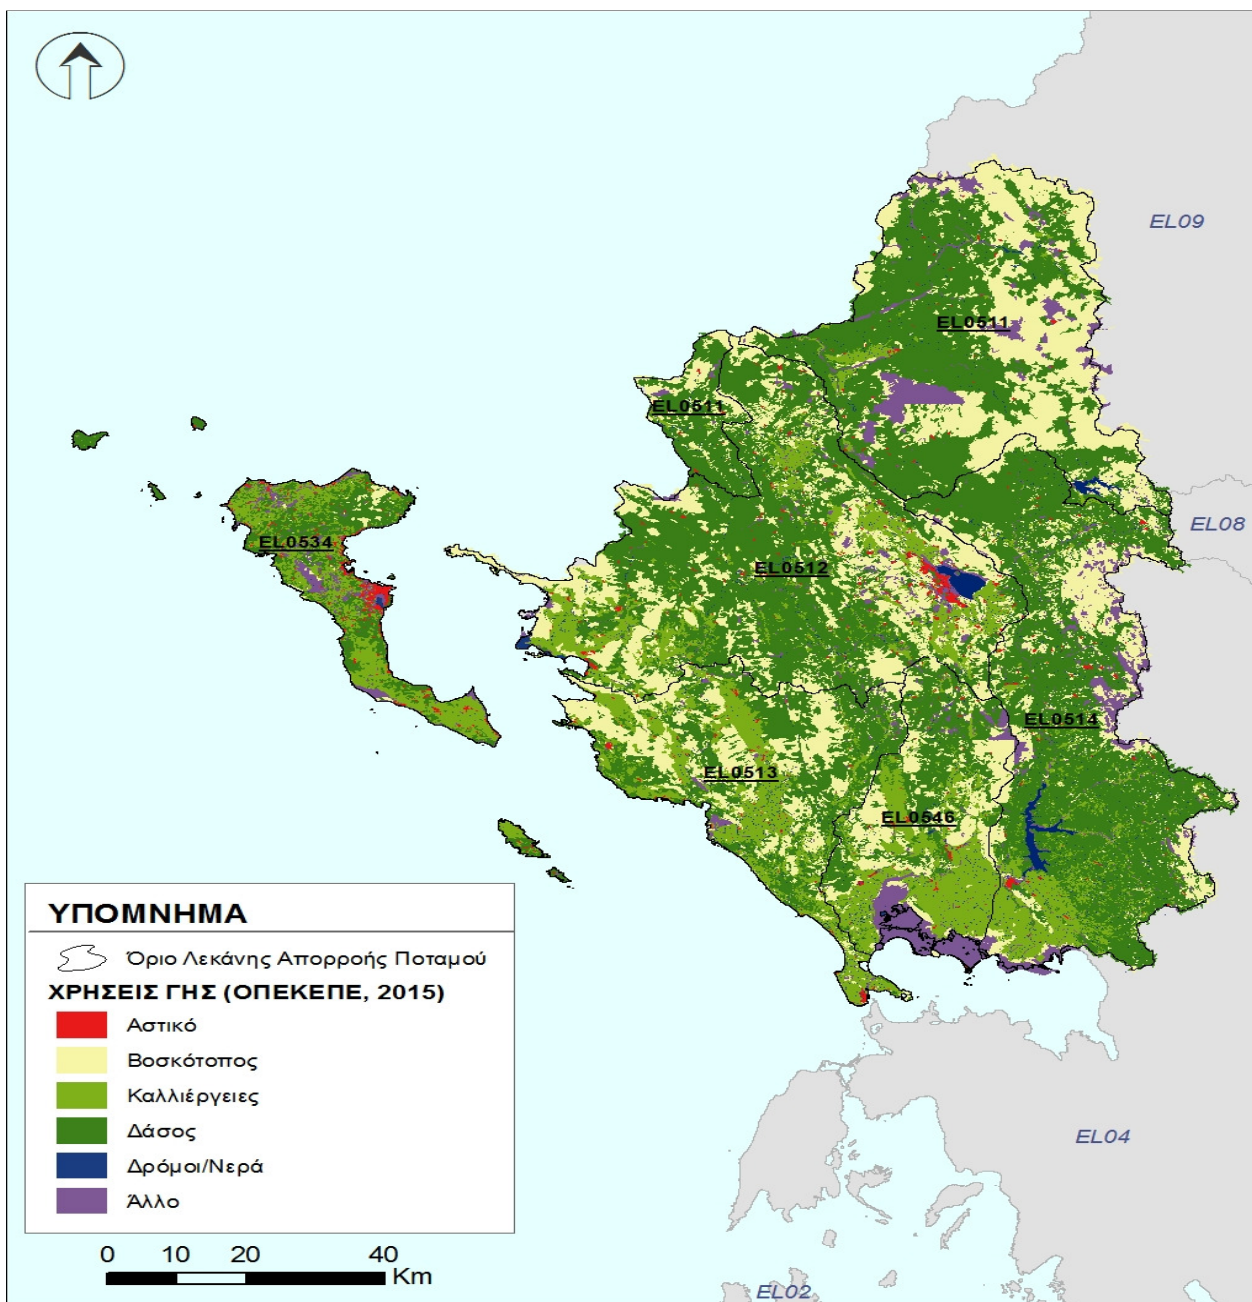 EL09
EL0511
EL0511
EL08
EL0534
EL0512
EL0514
EL0513
EL0546
ΥΠΟΜΝΗΜΑ
Όριο Λεκάνης Απορροής Ποταμού
ΧΡΗΣΕΙΣ ΓΗΣ (ΟΠΕΚΕΠΕ, 2015)
Αστικό
Βοσκότοπος
Καλλιέργειες
Δάσος
Δρόμοι/Νερά
Άλλο
EL04
0 10 20 40
Km
EL02